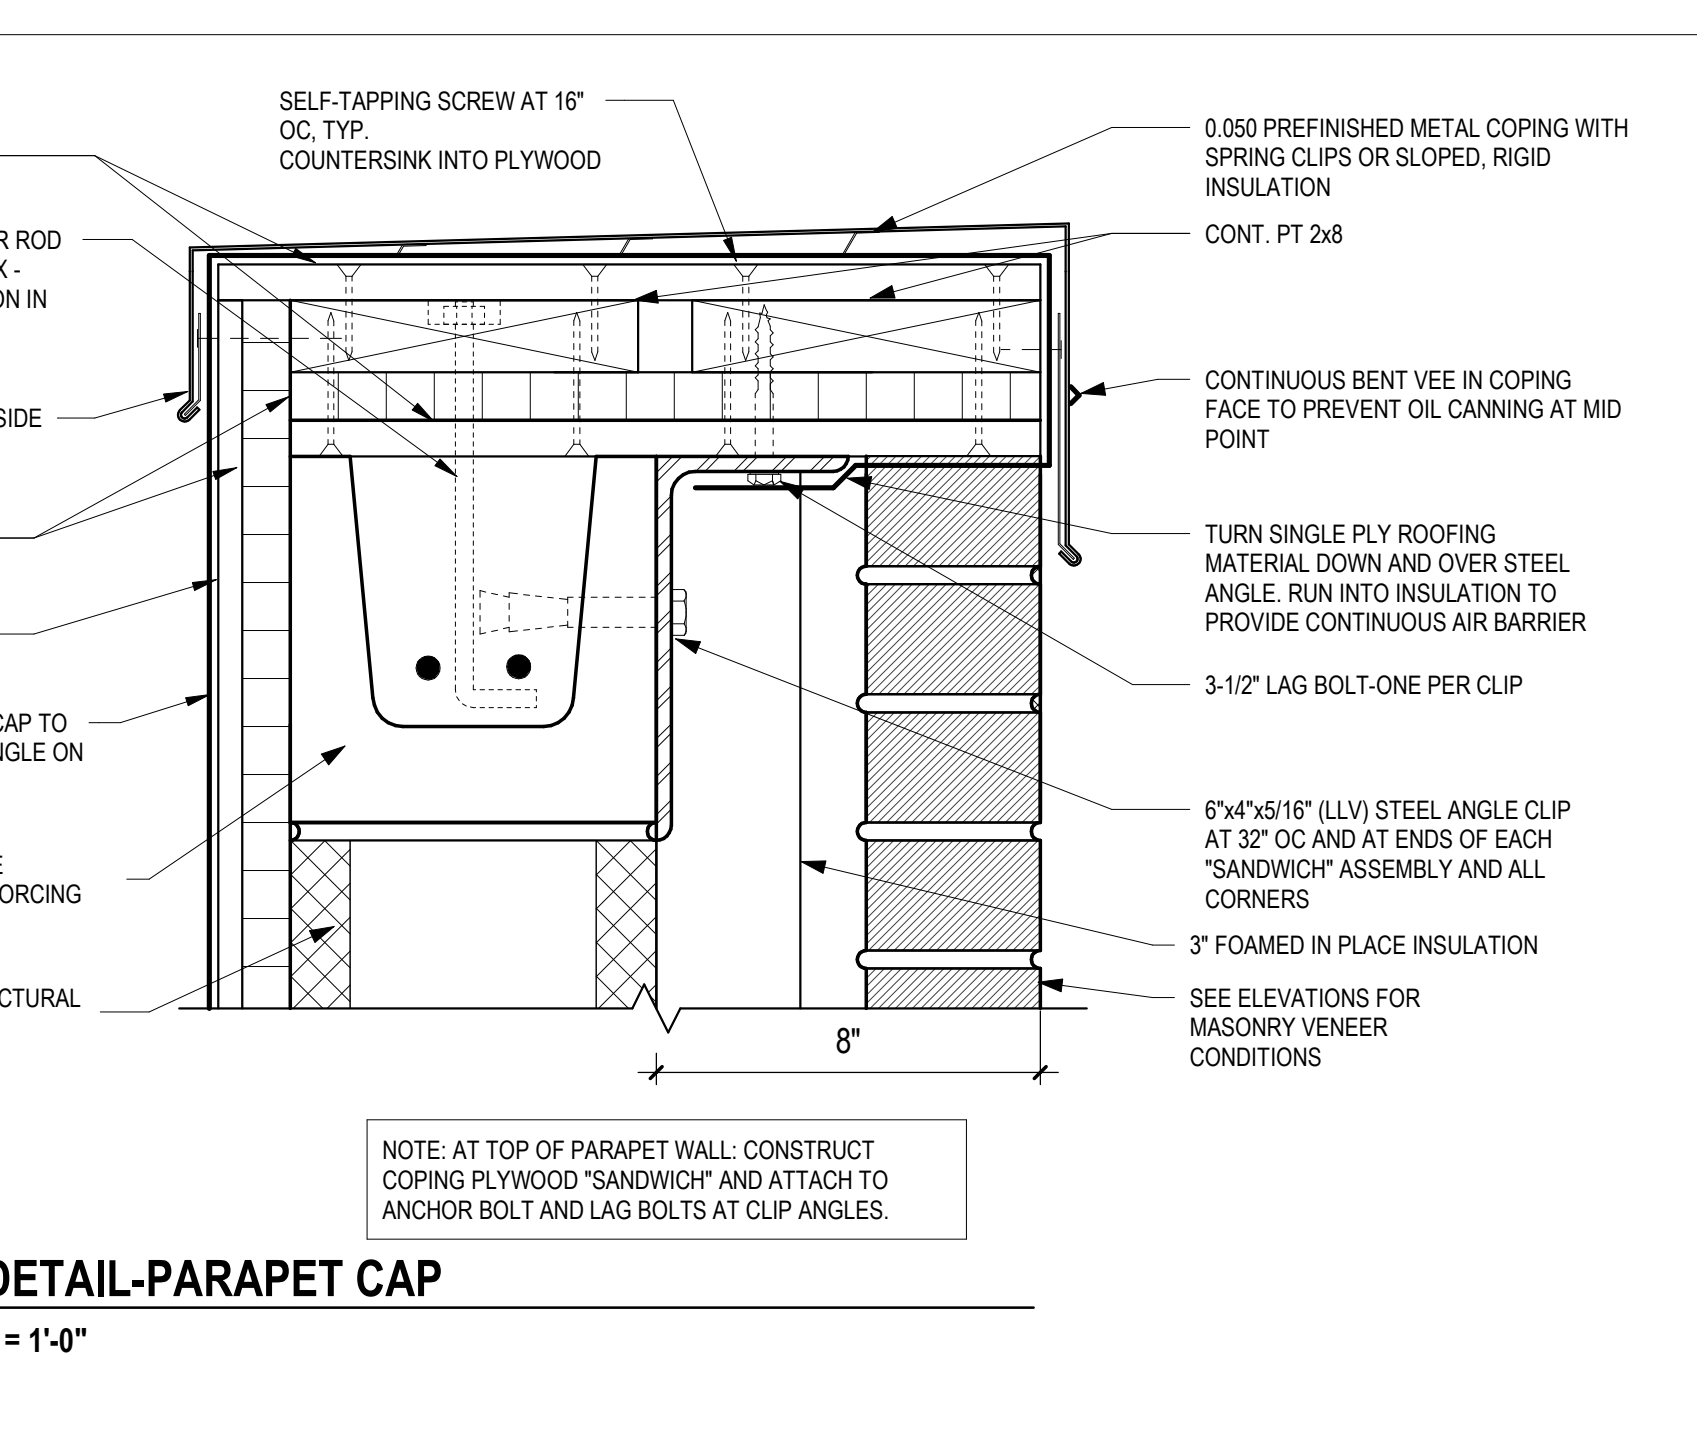 SELF-TAPPING SCREW AT 16"
OC, TYP.
COUNTERSINK INTO PLYWOOD
0.050 PREFINISHED METAL COPING WITH
SPRING CLIPS OR SLOPED, RIGID
INSULATION
CONT. PT 2x8
R ROD
X -
ON IN
SIDE
CONTINUOUS BENT VEE IN COPING
FACE TO PREVENT OIL CANNING AT MID
POINT
TURN SINGLE PLY ROOFING
MATERIAL DOWN AND OVER STEEL
ANGLE. RUN INTO INSULATION TO
PROVIDE CONTINUOUS AIR BARRIER
3-1/2" LAG BOLT-ONE PER CLIP
CAP TO
NGLE ON
6"x4"x5/16" (LLV) STEEL ANGLE CLIP
AT 32" OC AND AT ENDS OF EACH
"SANDWICH" ASSEMBLY AND ALL
CORNERS
E
ORCING
3" FOAMED IN PLACE INSULATION
CTURAL
SEE ELEVATIONS FOR
MASONRY VENEER
CONDITIONS
8"
NOTE: AT TOP OF PARAPET WALL: CONSTRUCT
COPING PLYWOOD "SANDWICH" AND ATTACH TO
ANCHOR BOLT AND LAG BOLTS AT CLIP ANGLES.
DETAIL-PARAPET CAP
= 1'-0"